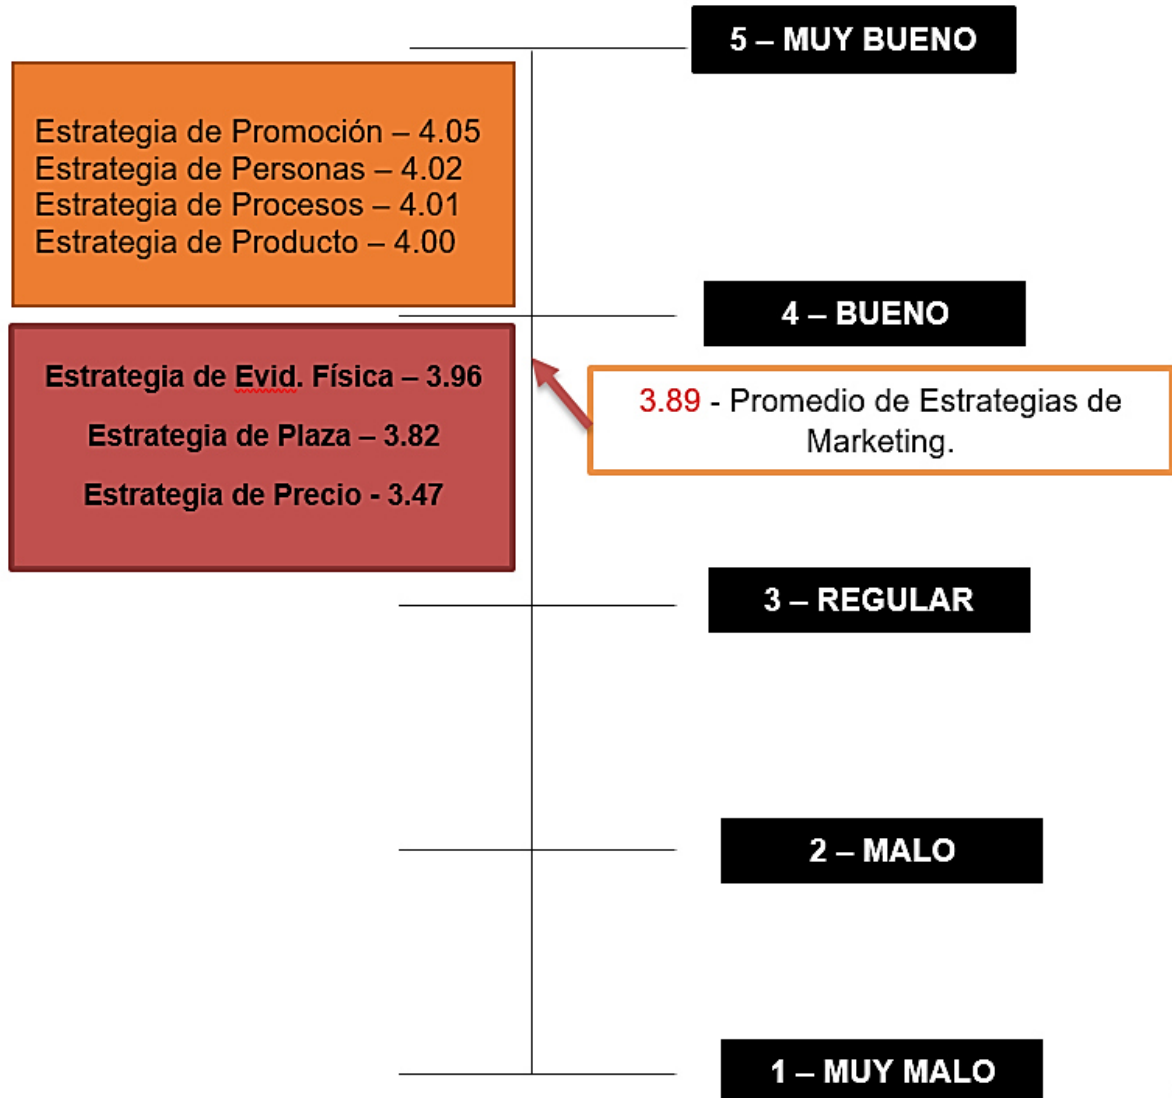 5 – MUY BUENO
Estrategia de Promoción – 4.05
Estrategia de Personas – 4.02
Estrategia de Procesos – 4.01
Estrategia de Producto – 4.00
4 – BUENO
Estrategia de Evid. Física – 3.96
Estrategia de Plaza – 3.82
Estrategia de Precio - 3.47
3.89 - Promedio de Estrategias de
Marketing.
3 – REGULAR
2 – MALO
1 – MUY MALO